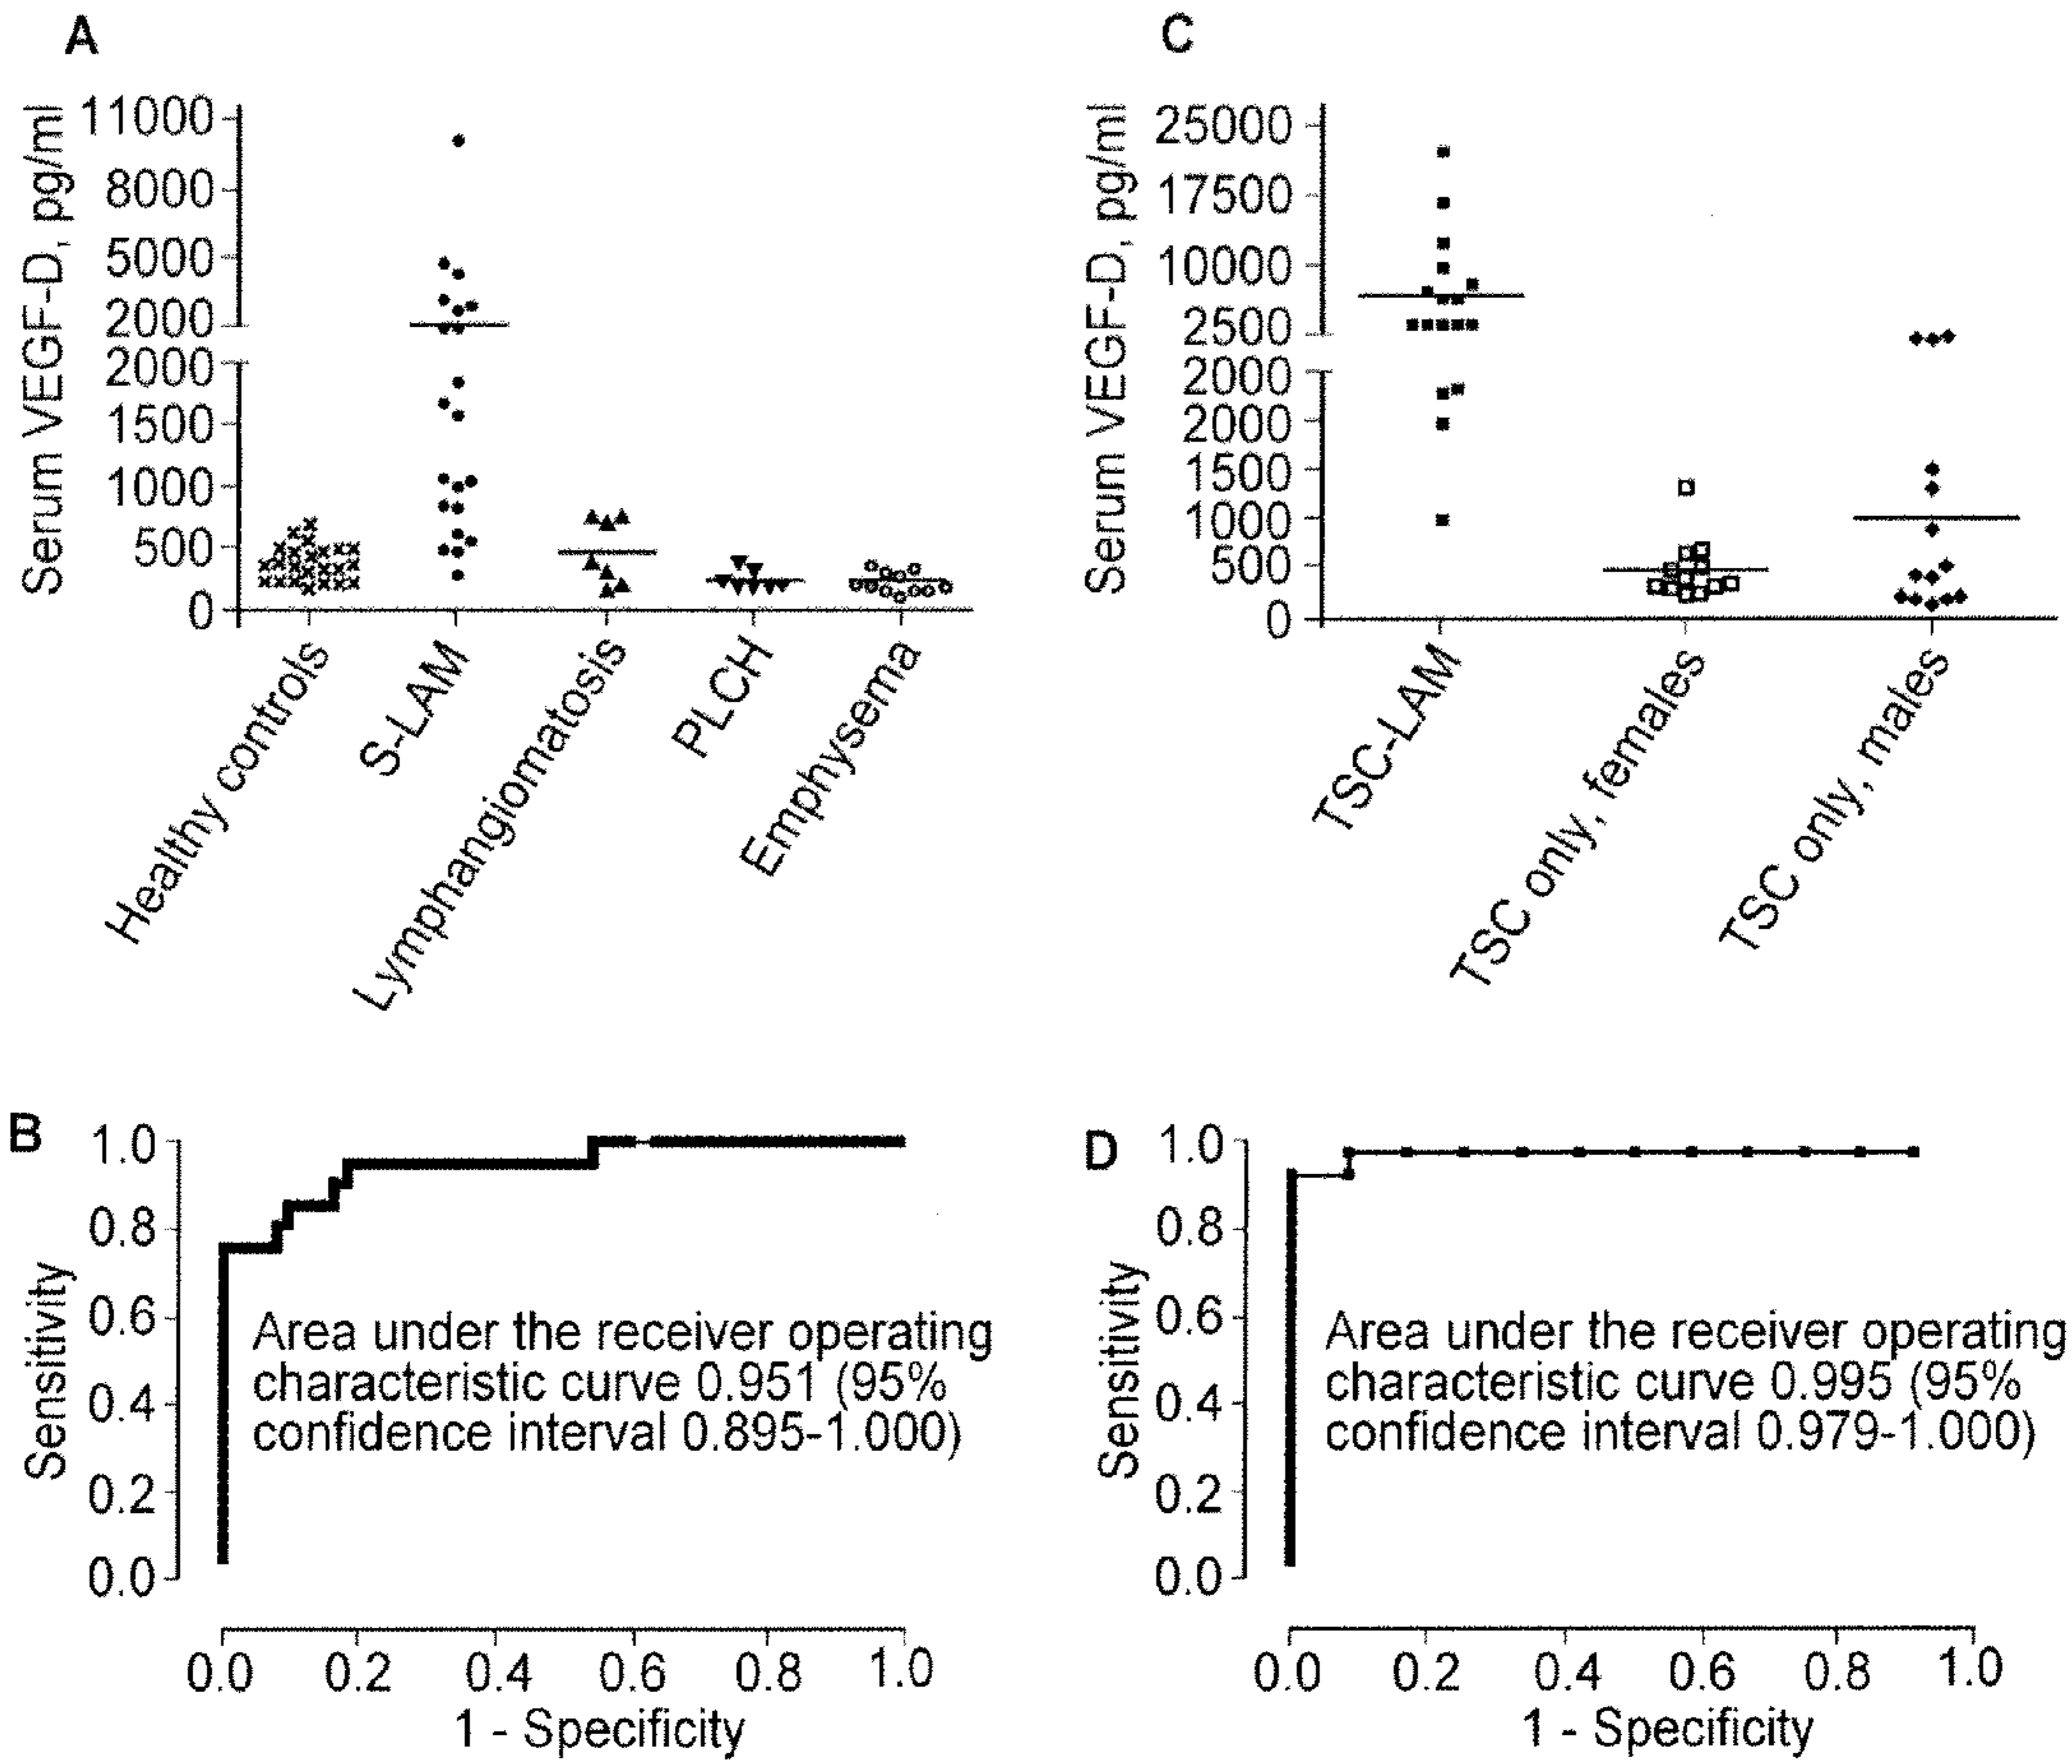 A
Serum VEGF-D, pg/ml
11000
8000
5000
2000
2000
1500
1000
500
0
Healthy controls
S-LAM
Lymphangiomatosis
PLCH
Emphysema
C
Serum VEGF-D, pg/ml
25000
17500
10000
2500
2000
2000
1500
1000
500
0
TSC-LAM
TSC only, females
TSC only, males
B
Sensitivity
1.0
0.8
0.6
0.4
0.2
0.0
Area under the receiver operating
characteristic curve 0.951 (95%
confidence interval 0.895-1.000)
0.0 0.2 0.4 0.6 0.8 1.0
1 - Specificity
D
Sensitivity
1.0
0.8
0.6
0.4
0.2
0.0
Area under the receiver operating
characteristic curve 0.995 (95%
confidence interval 0.979-1.000)
0.0 0.2 0.4 0.6 0.8 1.0
1 - Specificity